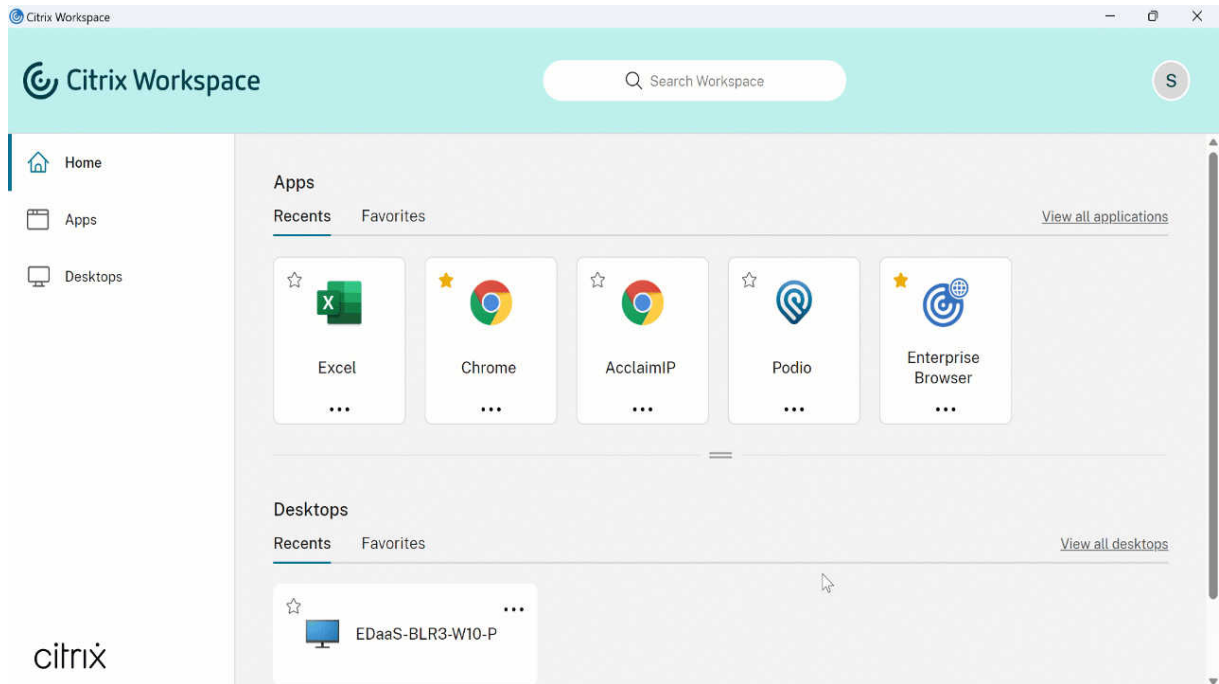 Citrix Workspace
Citrix Workspace
Search Workspace
S
Home
Apps
Desktops
Apps
Recents Favorites View all applications
X
Excel
Chrome
AcclaimIP
Podio
Enterprise
Browser
Desktops
Recents Favorites View all desktops
EDaaS-BLR3-W10-P
citrix